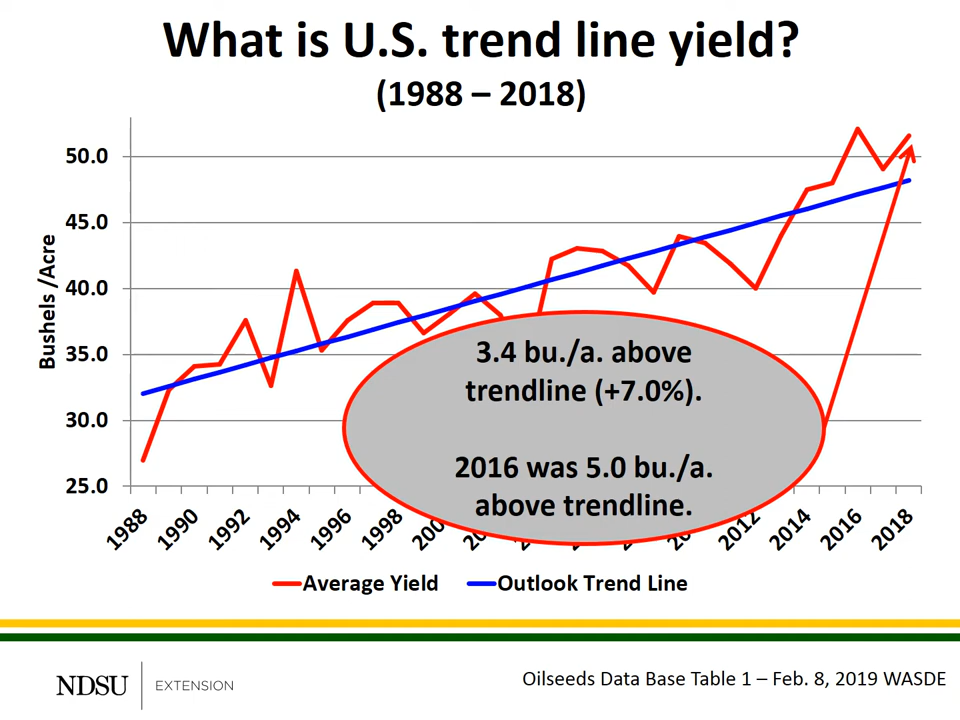 What is U.S. trend line yield?
(1988 – 2018)
Bushels /Acre
50.0
45.0
40.0
35.0
30.0
25.0
3.4 bu./a. above
trendline (+7.0%).
2016 was 5.0 bu./a.
above trendline.
1988
1990
1992
1994
1996
1998
2012
2014
2016
2018
Average Yield
Outlook Trend Line
NDSU
EXTENSION
Oilseeds Data Base Table 1 – Feb. 8, 2019 WASDE